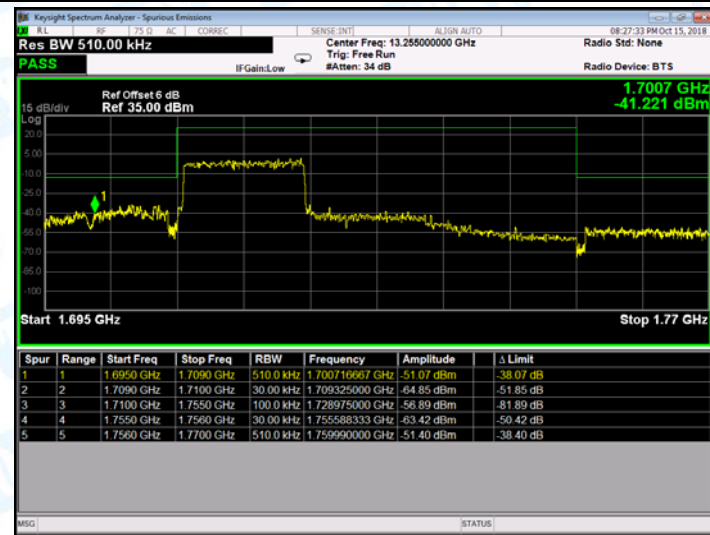 Keysight Spectrum Analyzer - Spurious Emissions
RL RF 75 Ω AC CORREC SENSE:INT ALIGN AUTO 08:27:33 PM Oct 15, 2018
Res BW 510.00 kHz Center Freq: 13.255000000 GHz Radio Std: None
Trig: Free Run
PASS IFGain:Low #Atten: 34 dB Radio Device: BTS
Ref Offset 6 dB 1.7007 GHz
15 dB/div Ref 35.00 dBm -41.221 dBm
Log
20.0
5.00
-10.0
-25.0
1
-40.0
-55.0
-70.0
-85.0
-100
Start 1.695 GHz Stop 1.77 GHz
Spur Range Start Freq Stop Freq RBW Frequency Amplitude Δ Limit
1 1 1.6950 GHz 1.7090 GHz 510.0 kHz 1.700716667 GHz -51.07 dBm -38.07 dB
2 2 1.7090 GHz 1.7100 GHz 30.00 kHz 1.709325000 GHz -64.85 dBm -51.85 dB
3 3 1.7100 GHz 1.7550 GHz 100.0 kHz 1.728975000 GHz -56.89 dBm -81.89 dB
4 4 1.7550 GHz 1.7560 GHz 30.00 kHz 1.755588333 GHz -63.42 dBm -50.42 dB
5 5 1.7560 GHz 1.7700 GHz 510.0 kHz 1.759990000 GHz -51.40 dBm -38.40 dB
MSG STATUS